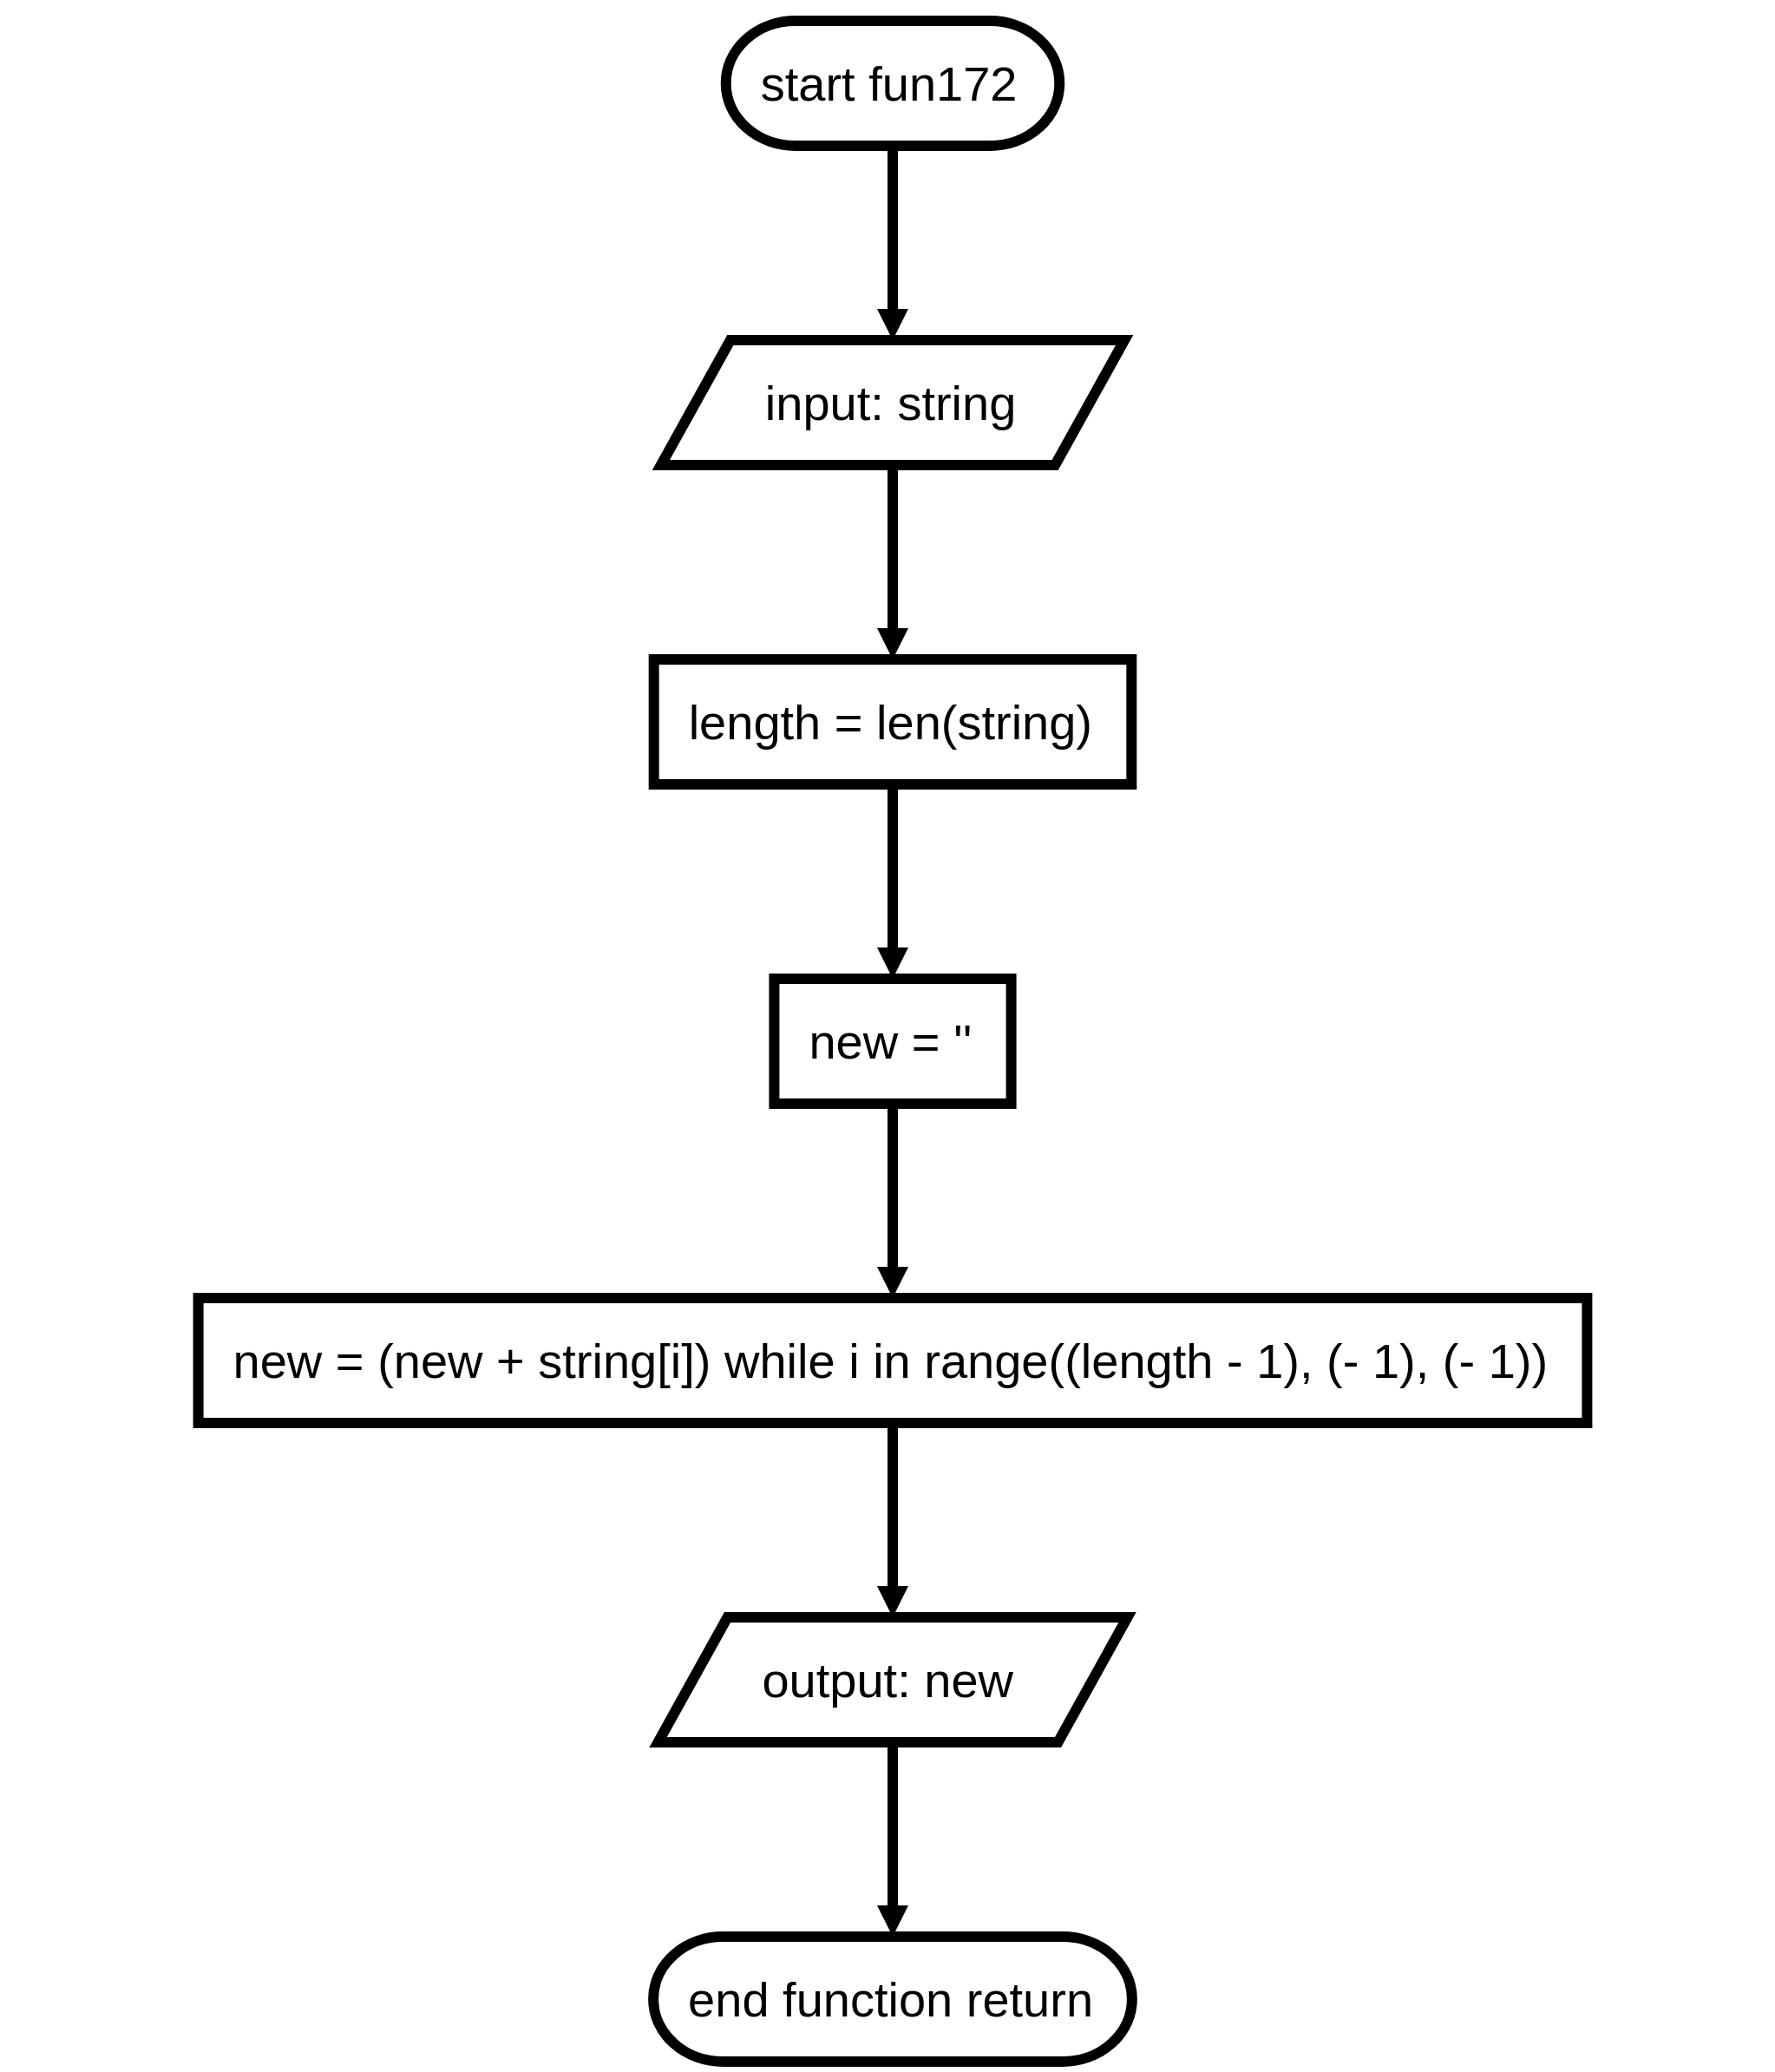 start fun172
input: string
length = len(string)
new = ''
new = (new + string[i]) while i in range((length - 1), (- 1), (- 1))
output: new
end function return